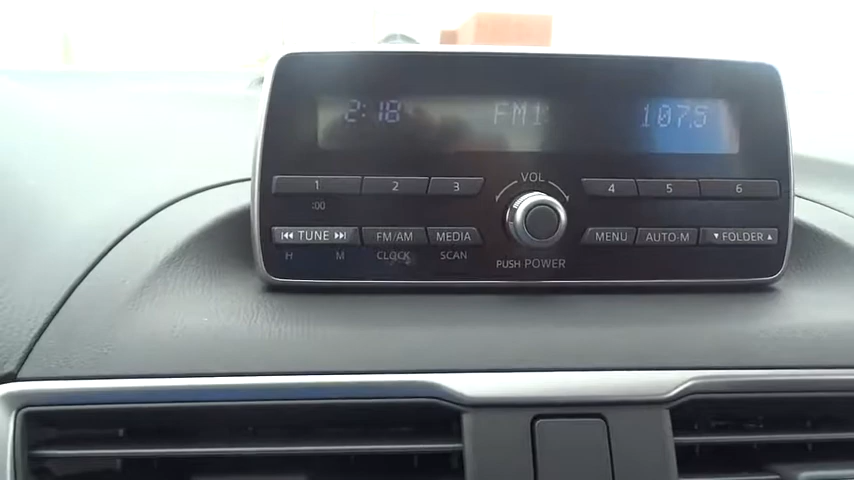 2:18 FM1 107.5
VOL
1 2 3 4 5 6
:00
⏮ TUNE ⏭ FM/AM MEDIA MENU AUTO-M ▼ FOLDER ▲
H M CLOCK SCAN PUSH POWER